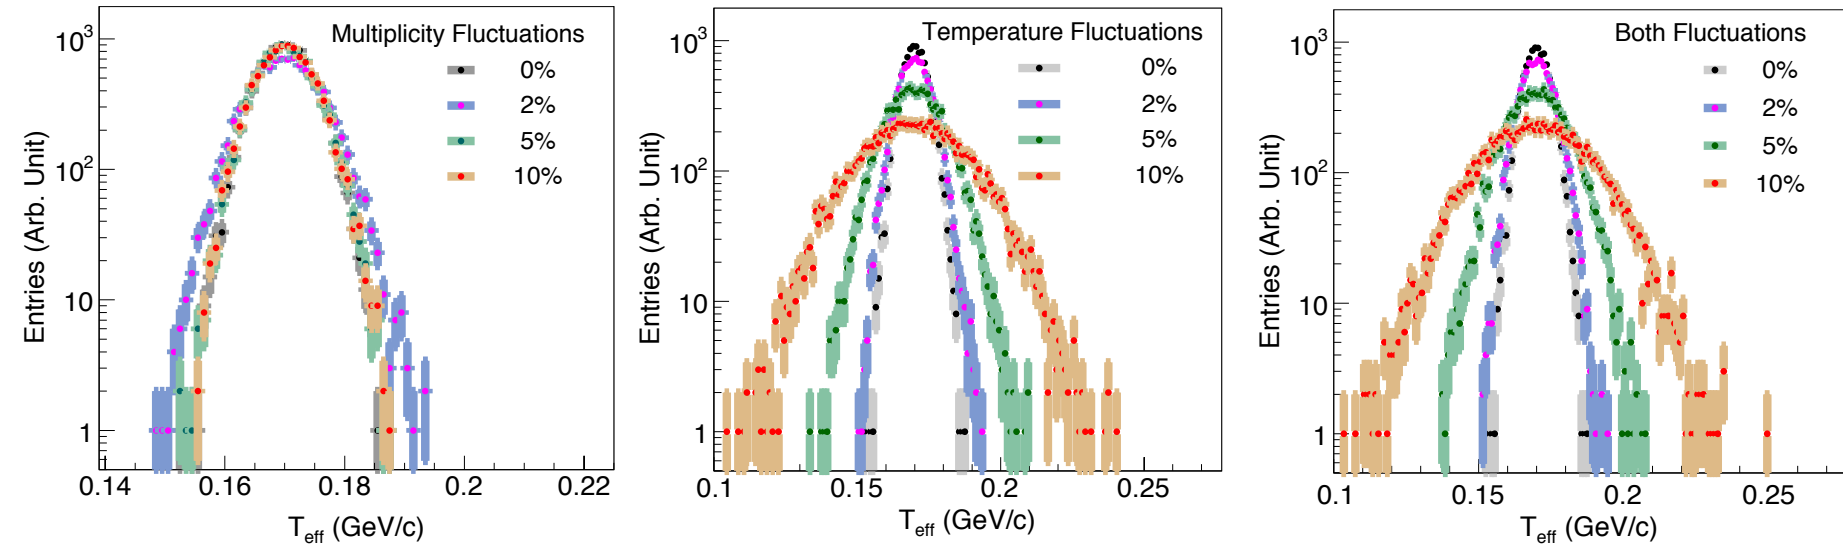 Entries (Arb. Unit)
10³
10²
10
1
Multiplicity Fluctuations
0%
2%
5%
10%
0.14 0.16 0.18 0.2 0.22
T_eff (GeV/c)
Entries (Arb. Unit)
10³
10²
10
1
Temperature Fluctuations
0%
2%
5%
10%
0.1 0.15 0.2 0.25
T_eff (GeV/c)
Entries (Arb. Unit)
10³
10²
10
1
Both Fluctuations
0%
2%
5%
10%
0.1 0.15 0.2 0.25
T_eff (GeV/c)